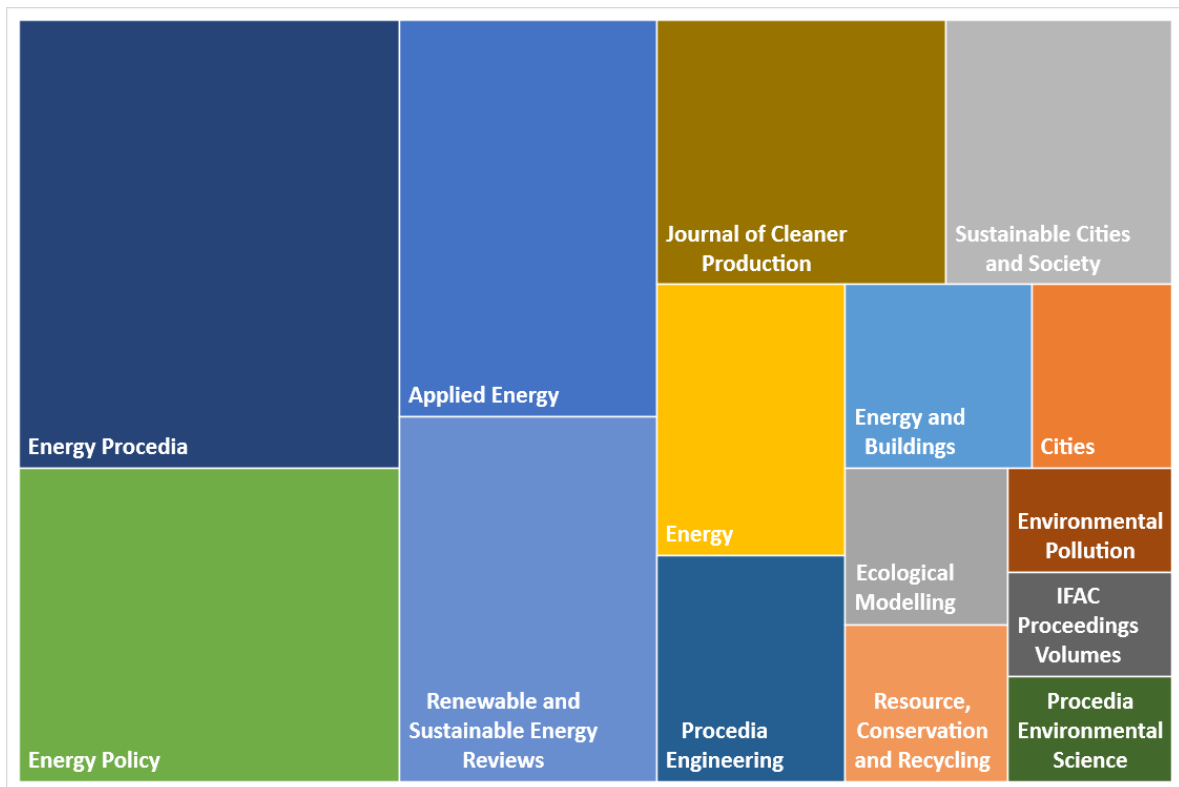 Energy Procedia
Energy Policy
Applied Energy
Renewable and
Sustainable Energy
Reviews
Journal of Cleaner
Production
Sustainable Cities
and Society
Energy
Procedia
Engineering
Energy and
Buildings
Cities
Ecological
Modelling
Resource,
Conservation
and Recycling
Environmental
Pollution
IFAC
Proceedings
Volumes
Procedia
Environmental
Science